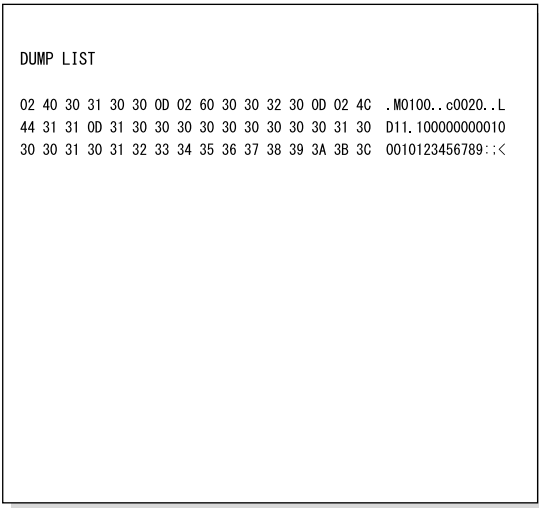 DUMP LIST
02 40 30 31 30 30 0D 02 60 30 30 32 30 0D 02 4C .M0100..c0020..L
44 31 31 0D 31 30 30 30 30 30 30 30 30 30 31 30 D11.100000000010
30 30 31 30 31 32 33 34 35 36 37 38 39 3A 3B 3C 0010123456789:;<